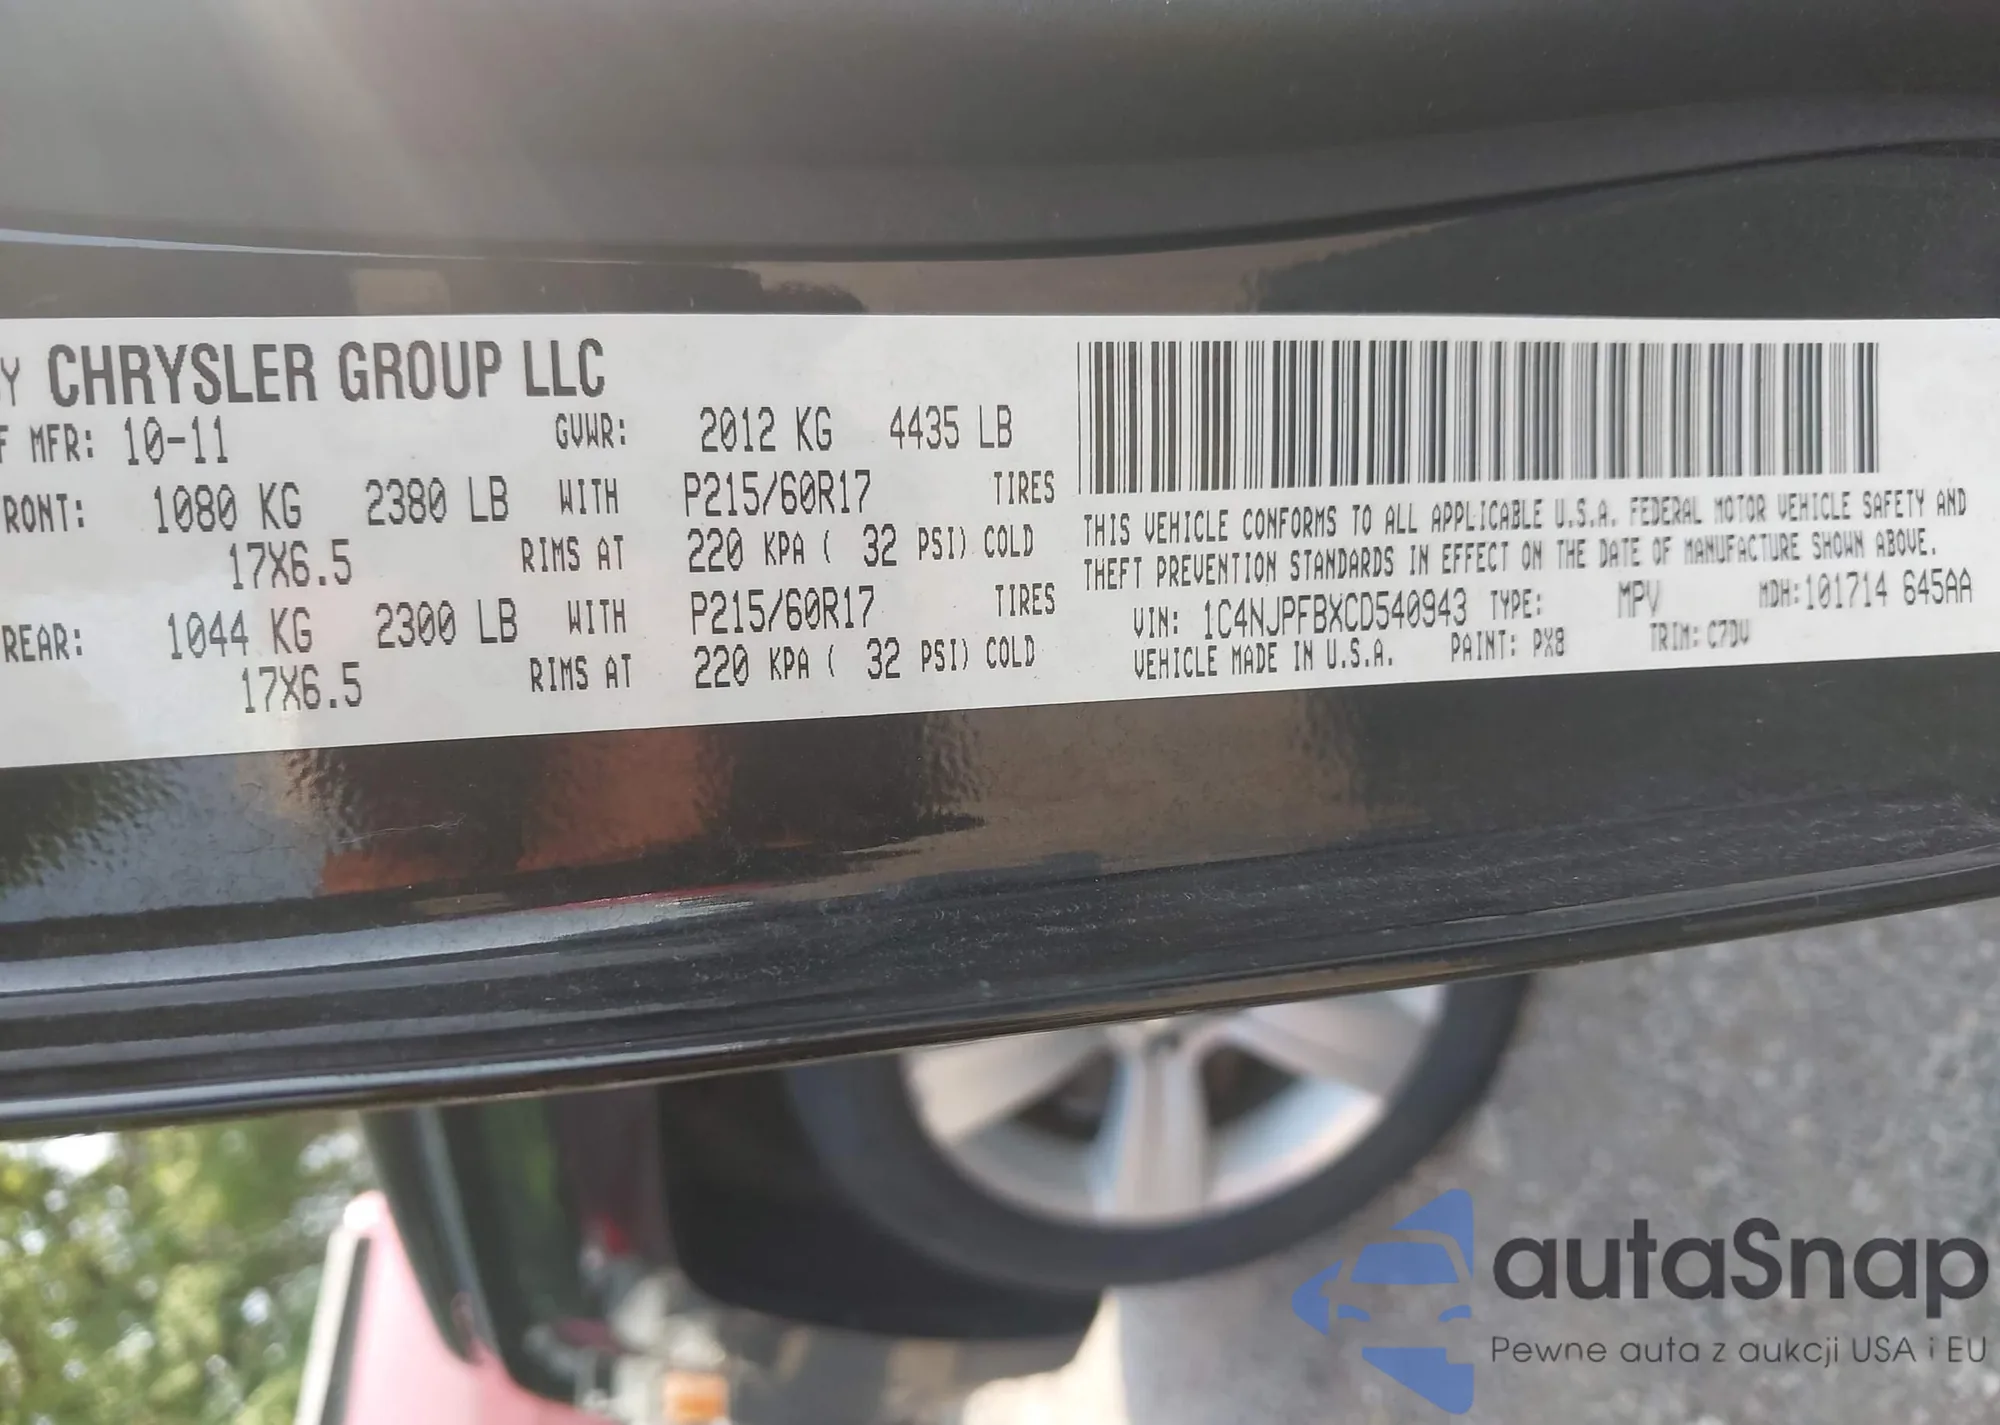 BY CHRYSLER GROUP LLC
F MFR: 10-11 GVWR: 2012 KG 4435 LB
RONT: 1080 KG 2380 LB WITH P215/60R17 TIRES
17X6.5 RIMS AT 220 KPA ( 32 PSI) COLD
REAR: 1044 KG 2300 LB WITH P215/60R17 TIRES
17X6.5 RIMS AT 220 KPA ( 32 PSI) COLD
THIS VEHICLE CONFORMS TO ALL APPLICABLE U.S.A. FEDERAL MOTOR VEHICLE SAFETY AND
THEFT PREVENTION STANDARDS IN EFFECT ON THE DATE OF MANUFACTURE SHOWN ABOVE.
VIN: 1C4NJPFBXCD540943 TYPE: MPV MDH: 101714 645AA
VEHICLE MADE IN U.S.A. PAINT: PX8 TRIM: C7DV
autaSnap
Pewne auta z aukcji USA i EU